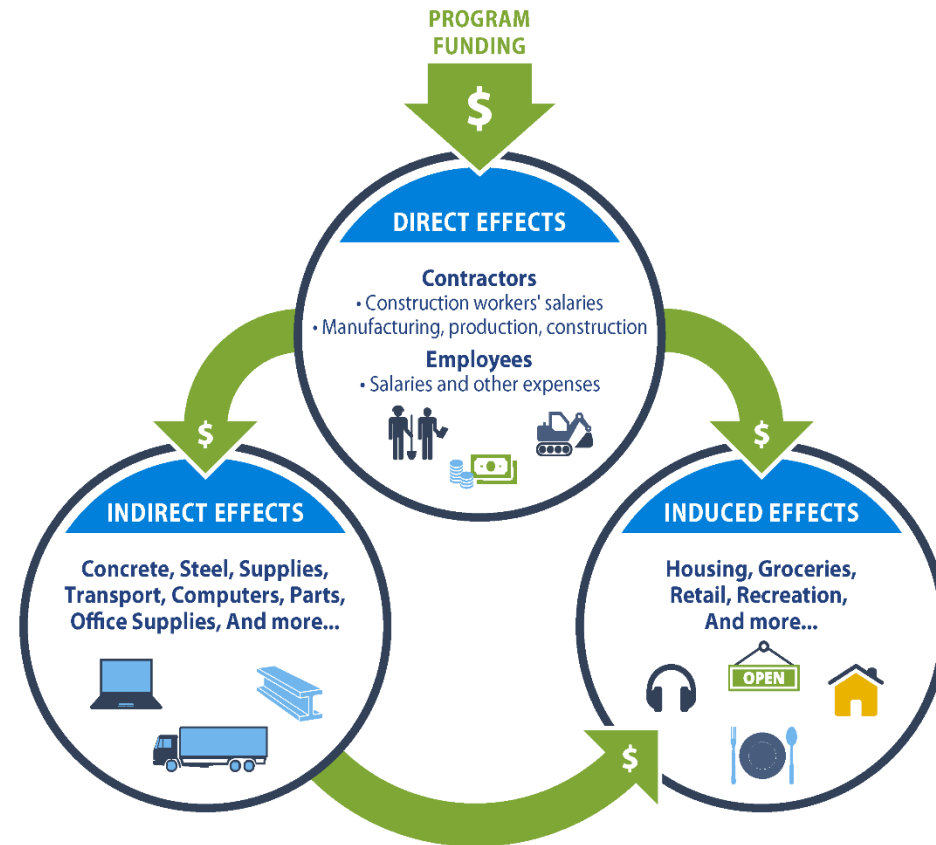 PROGRAM
FUNDING
$
DIRECT EFFECTS
Contractors
• Construction workers' salaries
• Manufacturing, production, construction
Employees
• Salaries and other expenses
$
$
INDIRECT EFFECTS
Concrete, Steel, Supplies,
Transport, Computers, Parts,
Office Supplies, And more...
INDUCED EFFECTS
Housing, Groceries,
Retail, Recreation,
And more...
OPEN
$